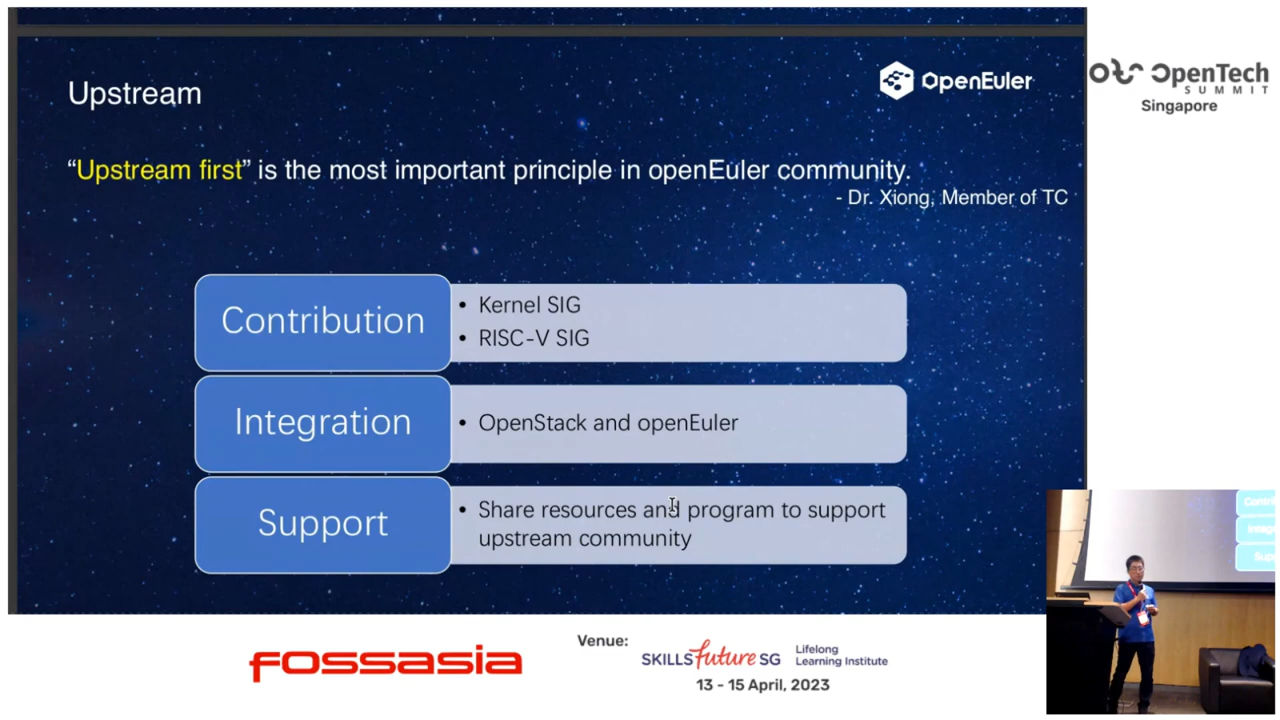 Upstream
OpenEuler
OpenTech
SUMMIT
Singapore
“Upstream first” is the most important principle in openEuler community.
- Dr. Xiong, Member of TC
Contribution
• Kernel SIG
• RISC-V SIG
Integration
• OpenStack and openEuler
Support
• Share resources and program to support
upstream community
fossasia
Venue:
SKILLSfuture SG
Lifelong
Learning Institute
13 - 15 April, 2023